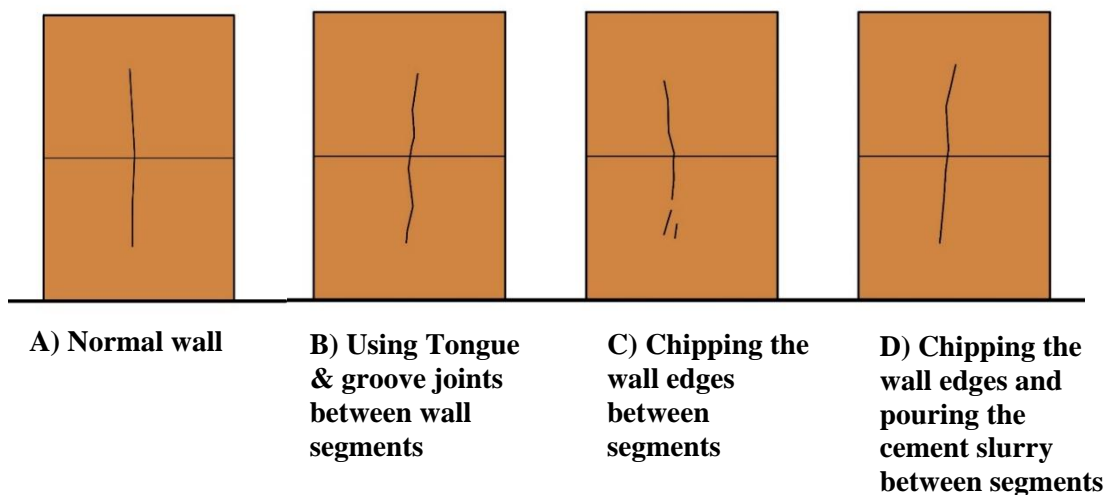 A) Normal wall
B) Using Tongue
& groove joints
between wall
segments
C) Chipping the
wall edges
between
segments
D) Chipping the
wall edges and
pouring the
cement slurry
between segments